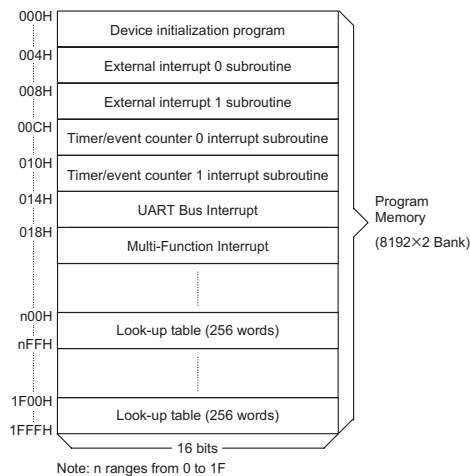 000H
Device initialization program
004H
External interrupt 0 subroutine
008H
External interrupt 1 subroutine
00CH
Timer/event counter 0 interrupt subroutine
010H
Timer/event counter 1 interrupt subroutine
014H
UART Bus Interrupt
018H
Multi-Function Interrupt
Program
Memory
(8192×2 Bank)
n00H
Look-up table (256 words)
nFFH
1F00H
Look-up table (256 words)
1FFFH
16 bits
Note: n ranges from 0 to 1F